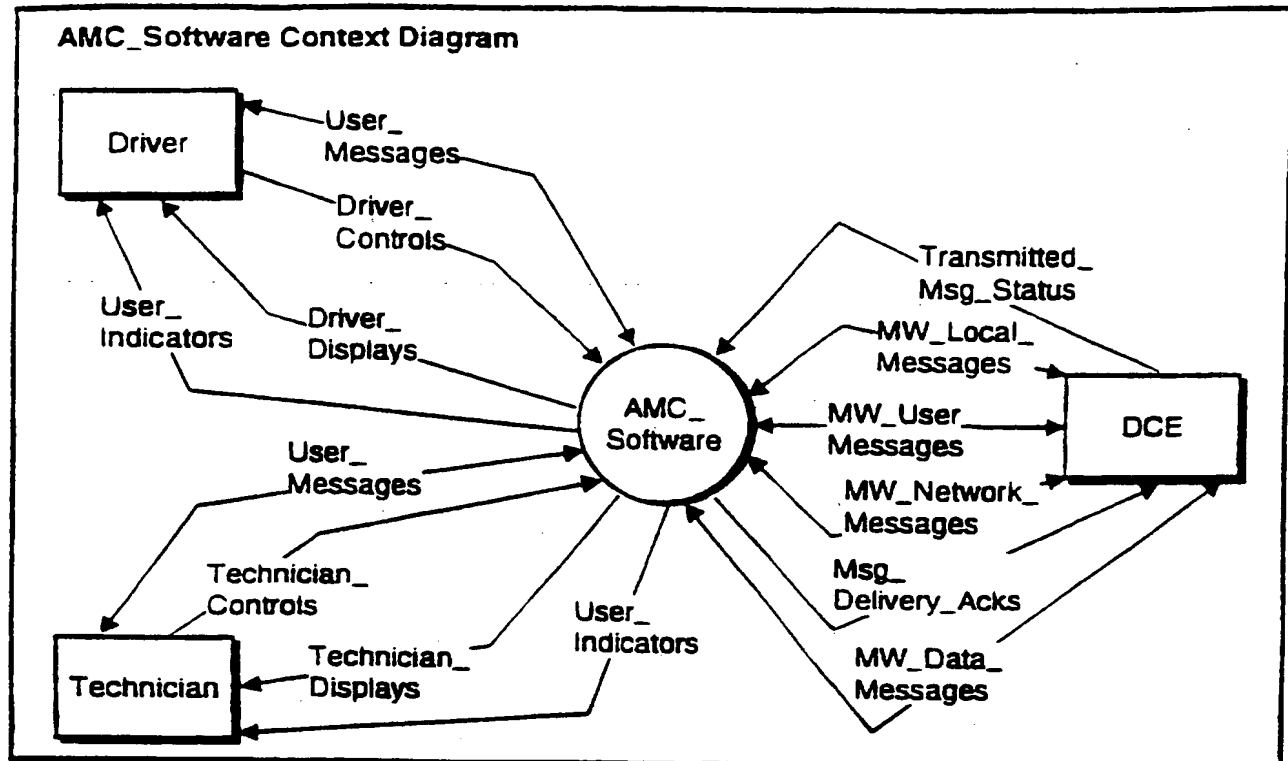 AMC_Software Context Diagram
Driver
User_
Messages
Driver_
Controls
User_
Indicators
Driver_
Displays
Transmitted_
Msg_Status
MW_Local_
Messages
AMC_
Software
MW_User_
Messages
DCE
User_
Messages
MW_Network_
Messages
Technician_
Controls
Msg_
Delivery_Acks
User_
Indicators
Technician
Technician_
Displays
MW_Data_
Messages